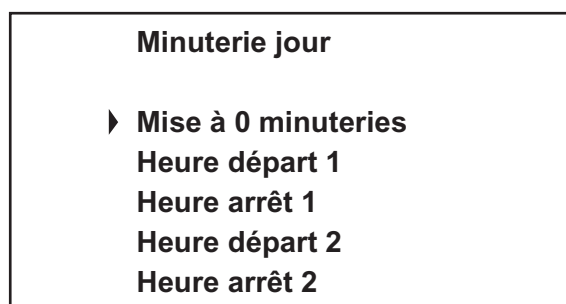 Minuterie jour
Mise à 0 minuteries
Heure départ 1
Heure arrêt 1
Heure départ 2
Heure arrêt 2